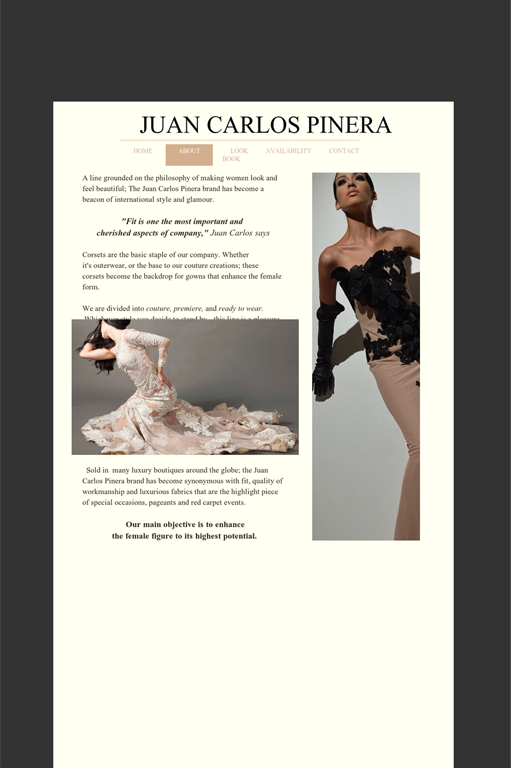 JUAN CARLOS PINERA
HOME
ABOUT
LOOK
BOOK
AVAILABILITY
CONTACT
A line grounded on the philosophy of making women look and
feel beautiful; The Juan Carlos Pinera brand has become a
beacon of international style and glamour.
"Fit is one the most important and
cherished aspects of company," Juan Carlos says
Corsets are the basic staple of our company. Whether
it's outerwear, or the base to our couture creations; these
corsets become the backdrop for gowns that enhance the female
form.
We are divided into couture, premiere, and ready to wear.
Whichever style you decide to stand by, this line is a pleasure
Sold in many luxury boutiques around the globe; the Juan
Carlos Pinera brand has become synonymous with fit, quality of
workmanship and luxurious fabrics that are the highlight piece
of special occasions, pageants and red carpet events.
Our main objective is to enhance
the female figure to its highest potential.